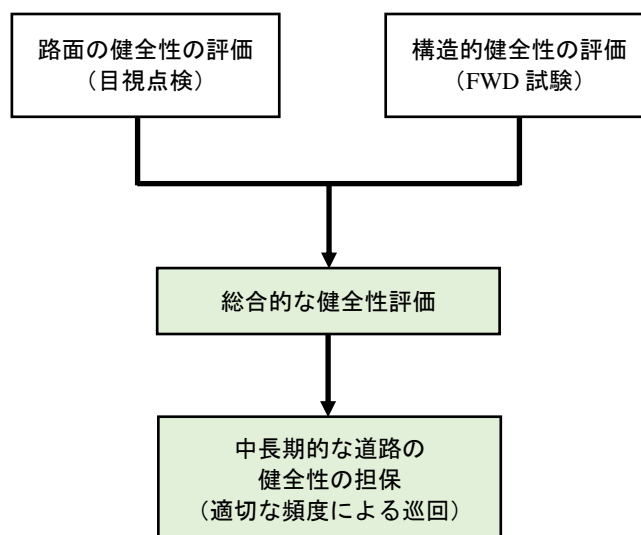 路面の健全性の評価
（目視点検）
構造的健全性の評価
（FWD 試験）
総合的な健全性評価
中長期的な道路の
健全性の担保
（適切な頻度による巡回）